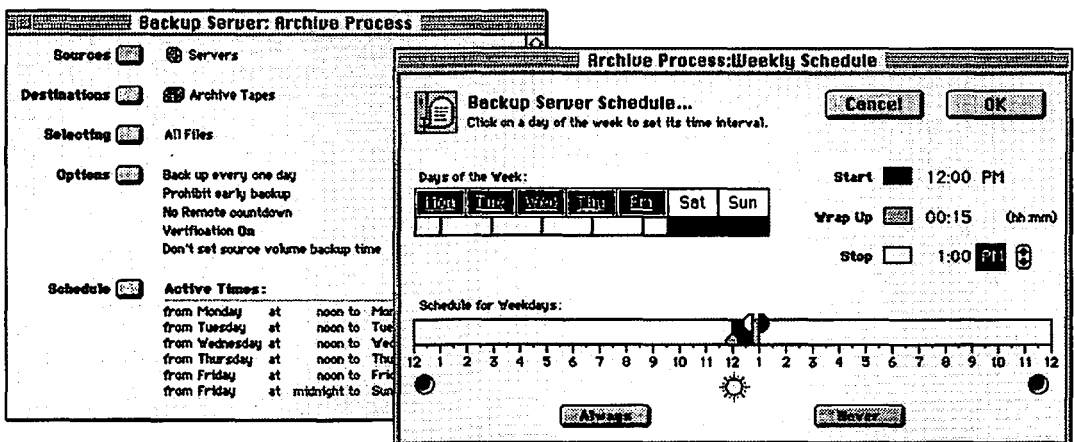 Backup Server: Archive Process
Sources
Servers
Destinations
Archive Tapes
Selecting
All Files
Options
Back up every one day
Prohibit early backup
No Remote countdown
Verification On
Don't set source volume backup time
Schedule
Active Times:
from Monday at noon to Mon
from Tuesday at noon to Tue
from Wednesday at noon to Wed
from Thursday at noon to Thu
from Friday at noon to Frid
from Friday at midnight to Sun
Archive Process:Weekly Schedule
Backup Server Schedule...
Click on a day of the week to set its time interval.
Cancel
OK
Days of the Week:
Mon Tue Wed Thu Fri Sat Sun
Start 12:00 PM
Wrap Up 00:15 (hh:mm)
Stop 1:00 PM
Schedule for Weekdays:
12 1 2 3 4 5 6 7 8 9 10 11 12 1 2 3 4 5 6 7 8 9 10 11 12
Always
Never